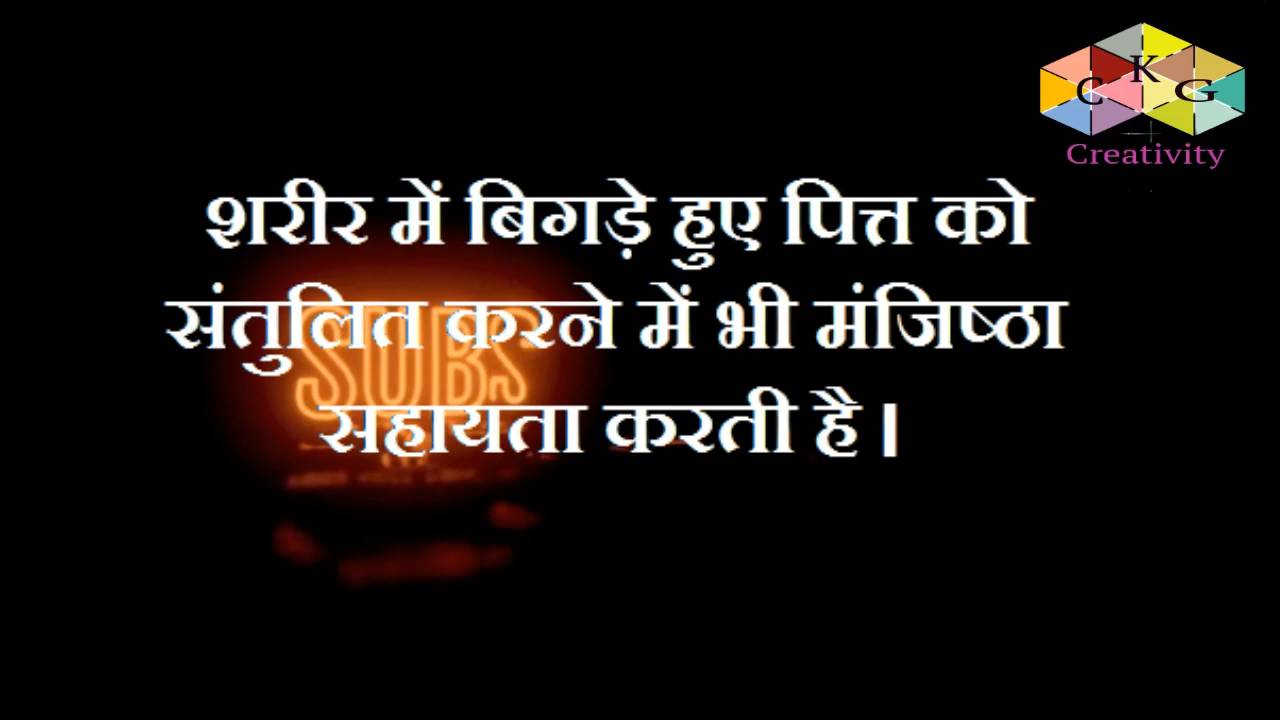 C K G
Creativity
शरीर में बिगड़े हुए पित्त को
संतुलित करने में भी मंजिष्ठा
सहायता करती है।
SUBS